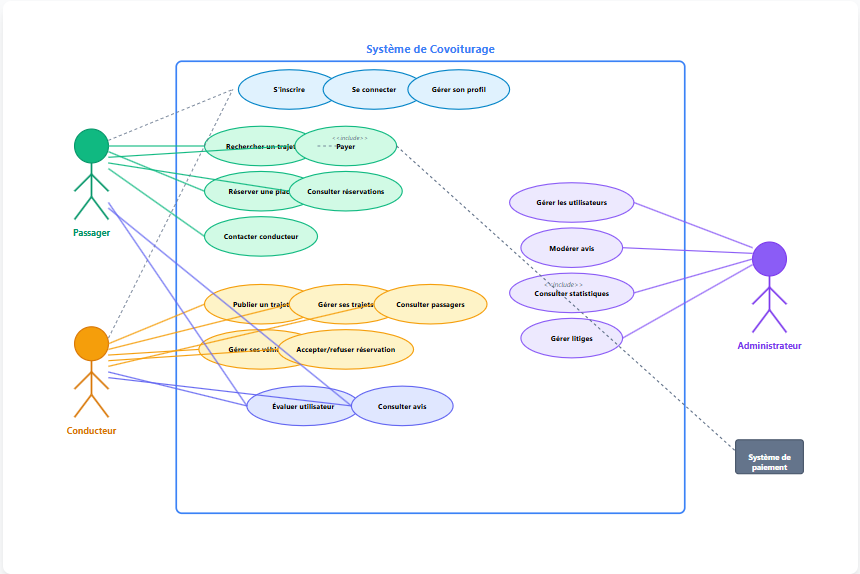 Système de Covoiturage
S'inscrire
Se connecter
Gérer son profil
Rechercher un trajet
<<include>>
Payer
Réserver une plac
Consulter réservations
Contacter conducteur
Passager
Gérer les utilisateurs
Modérer avis
<<include>>
Consulter statistiques
Gérer litiges
Administrateur
Publier un trajet
Gérer ses trajets
Consulter passagers
Gérer ses véhi
Accepter/refuser réservation
Conducteur
Évaluer utilisateur
Consulter avis
Système de
paiement